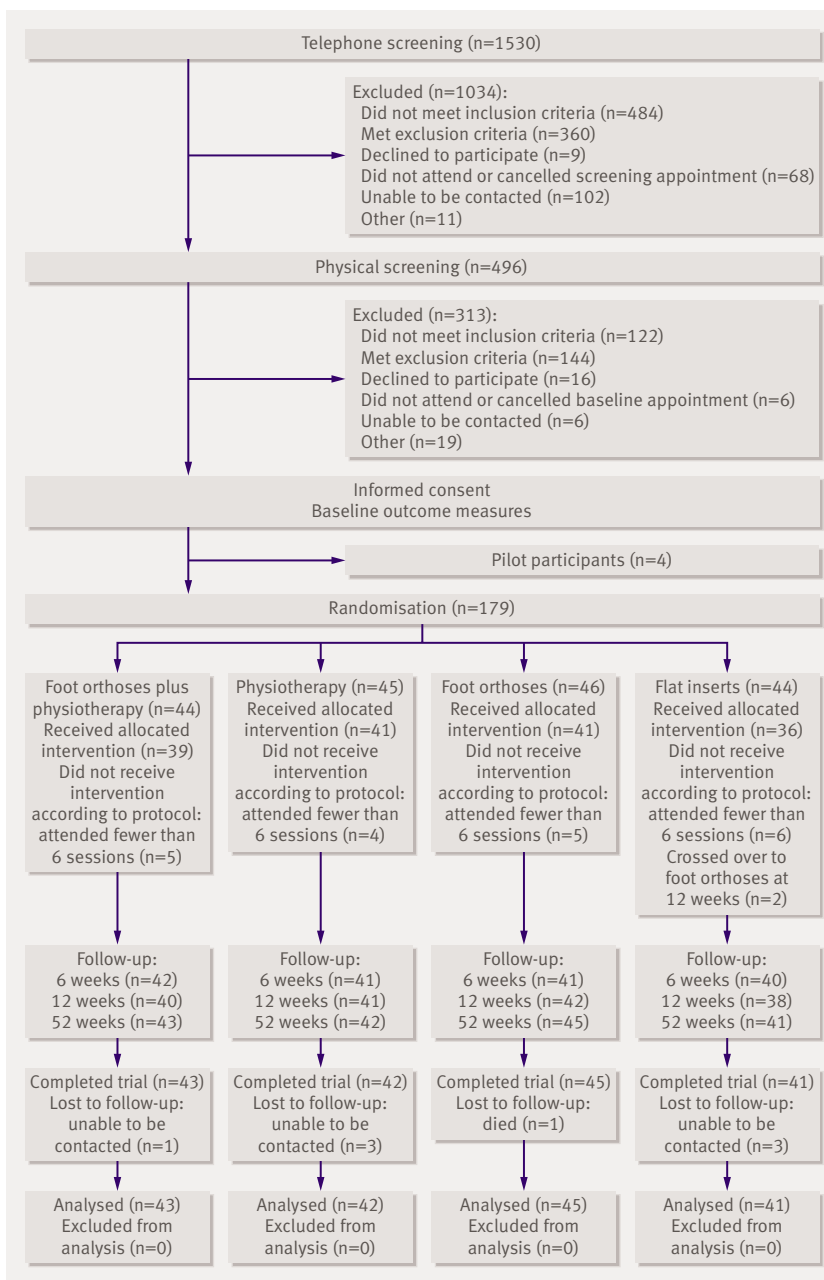 Telephone screening (n=1530)
Excluded (n=1034):
Did not meet inclusion criteria (n=484)
Met exclusion criteria (n=360)
Declined to participate (n=9)
Did not attend or cancelled screening appointment (n=68)
Unable to be contacted (n=102)
Other (n=11)
Physical screening (n=496)
Excluded (n=313):
Did not meet inclusion criteria (n=122)
Met exclusion criteria (n=144)
Declined to participate (n=16)
Did not attend or cancelled baseline appointment (n=6)
Unable to be contacted (n=6)
Other (n=19)
Informed consent
Baseline outcome measures
Pilot participants (n=4)
Randomisation (n=179)
Foot orthoses plus
physiotherapy (n=44)
Received allocated
intervention (n=39)
Did not receive
intervention
according to protocol:
attended fewer than
6 sessions (n=5)
Physiotherapy (n=45)
Received allocated
intervention (n=41)
Did not receive
intervention
according to protocol:
attended fewer than
6 sessions (n=4)
Foot orthoses (n=46)
Received allocated
intervention (n=41)
Did not receive
intervention
according to protocol:
attended fewer than
6 sessions (n=5)
Flat inserts (n=44)
Received allocated
intervention (n=36)
Did not receive
intervention
according to protocol:
attended fewer than
6 sessions (n=6)
Crossed over to
foot orthoses at
12 weeks (n=2)
Follow-up:
6 weeks (n=42)
12 weeks (n=40)
52 weeks (n=43)
Follow-up:
6 weeks (n=41)
12 weeks (n=41)
52 weeks (n=42)
Follow-up:
6 weeks (n=41)
12 weeks (n=42)
52 weeks (n=45)
Follow-up:
6 weeks (n=40)
12 weeks (n=38)
52 weeks (n=41)
Completed trial (n=43)
Lost to follow-up:
unable to be
contacted (n=1)
Completed trial (n=42)
Lost to follow-up:
unable to be
contacted (n=3)
Completed trial (n=45)
Lost to follow-up:
died (n=1)
Completed trial (n=41)
Lost to follow-up:
unable to be
contacted (n=3)
Analysed (n=43)
Excluded from
analysis (n=0)
Analysed (n=42)
Excluded from
analysis (n=0)
Analysed (n=45)
Excluded from
analysis (n=0)
Analysed (n=41)
Excluded from
analysis (n=0)